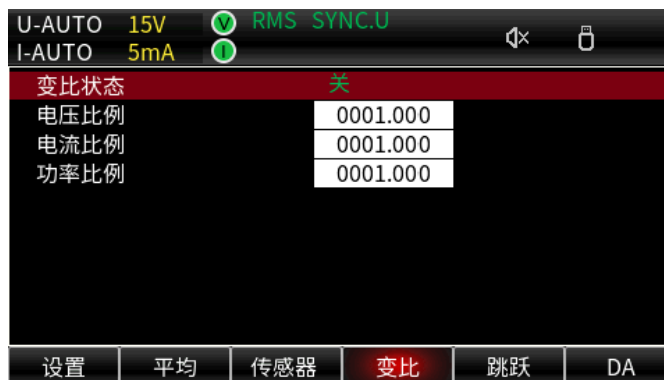 U-AUTO 15V V RMS SYNC.U
I-AUTO 5mA I
变比状态 关
电压比例 0001.000
电流比例 0001.000
功率比例 0001.000
设置 平均 传感器 变比 跳跃 DA